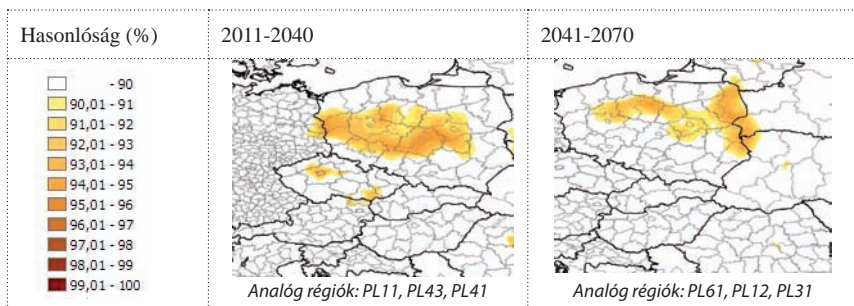 Hasonlóság (%)
2011-2040
2041-2070
- 90
90,01 - 91
91,01 - 92
92,01 - 93
93,01 - 94
94,01 - 95
95,01 - 96
96,01 - 97
97,01 - 98
98,01 - 99
99,01 - 100
Analóg régiók: PL11, PL43, PL41
Analóg régiók: PL61, PL12, PL31